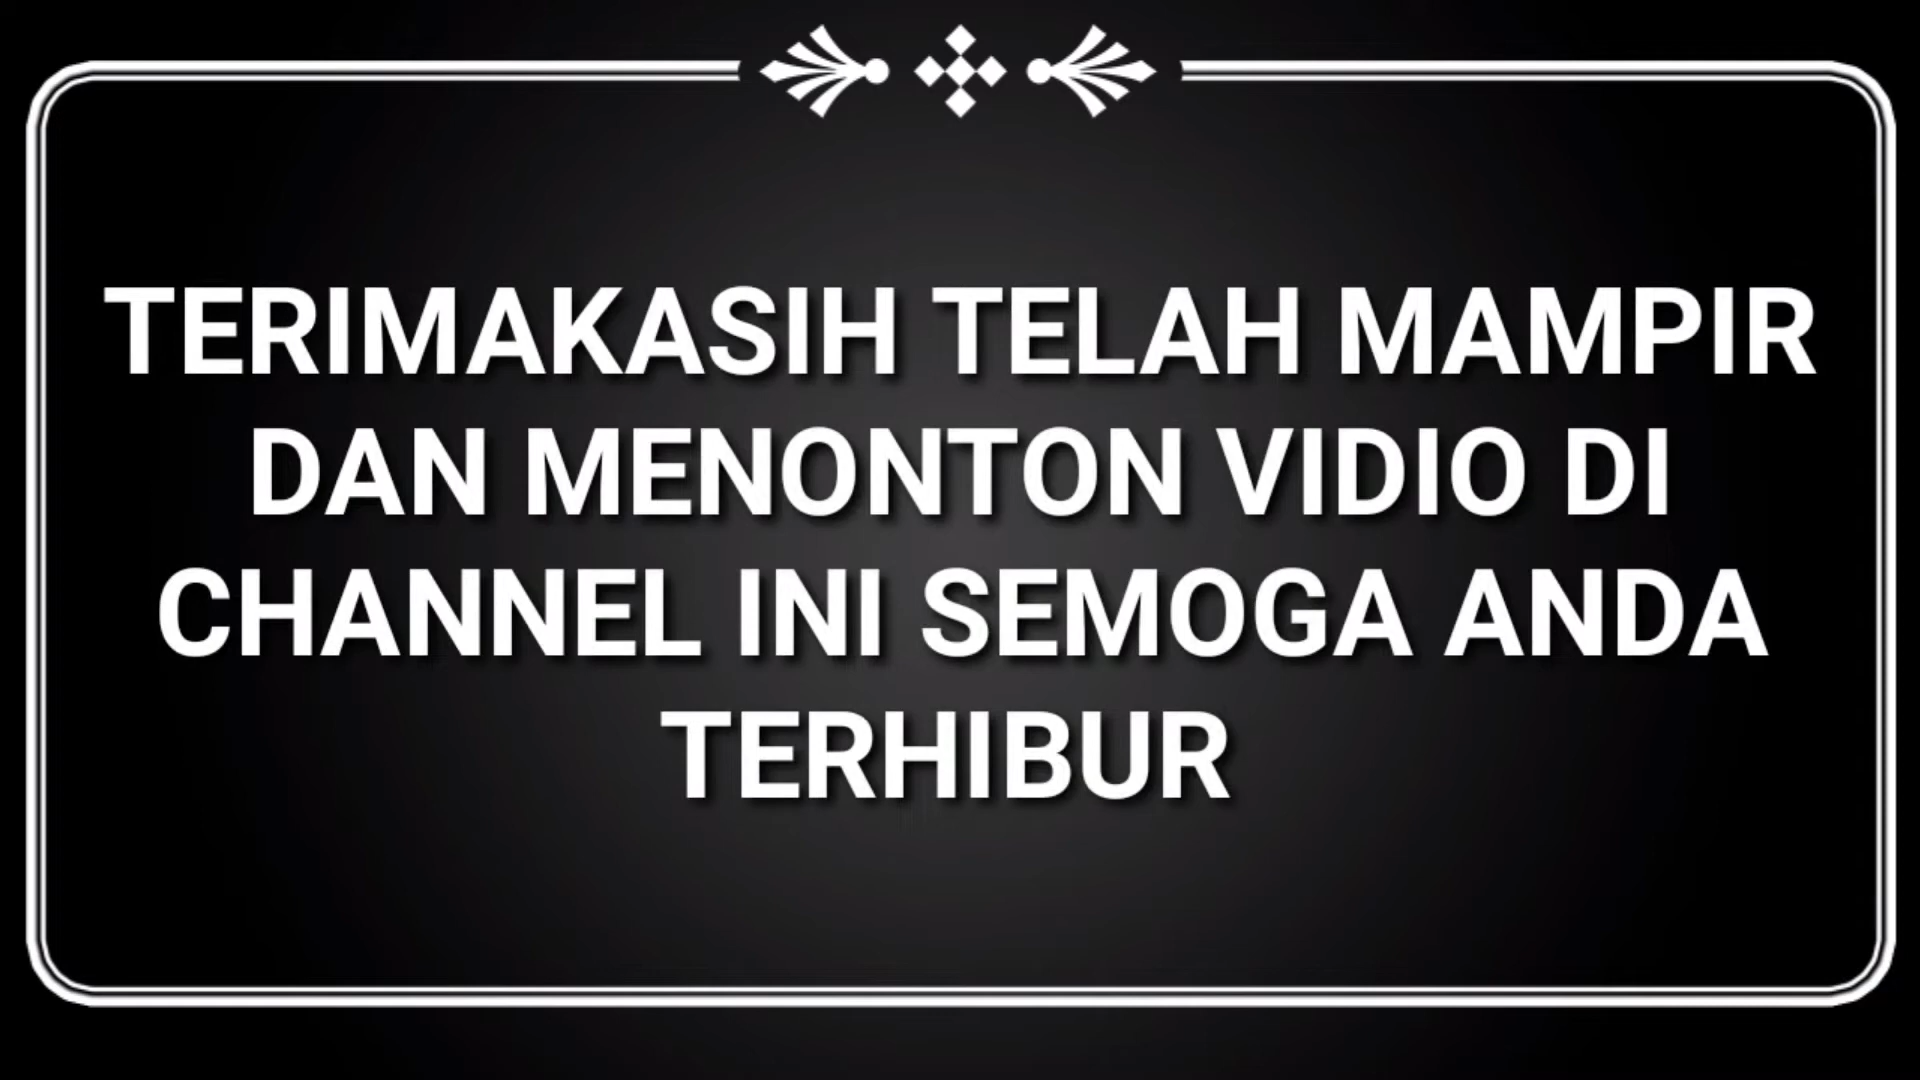 TERIMAKASIH TELAH MAMPIR
DAN MENONTON VIDIO DI
CHANNEL INI SEMOGA ANDA
TERHIBUR